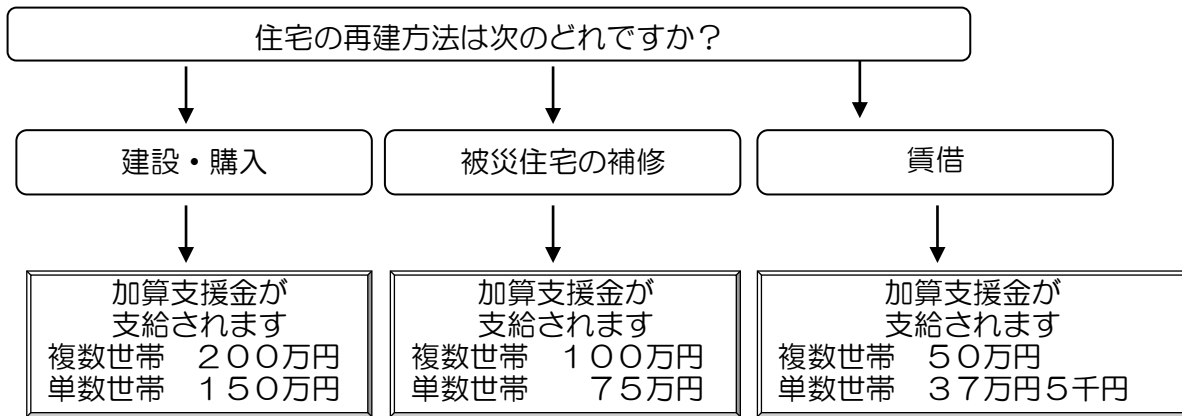 住宅の再建方法は次のどれですか？
建設・購入
被災住宅の補修
賃借
加算支援金が
支給されます
複数世帯　２００万円
単数世帯　１５０万円
加算支援金が
支給されます
複数世帯　１００万円
単数世帯　　７５万円
加算支援金が
支給されます
複数世帯　５０万円
単数世帯　３７万円５千円